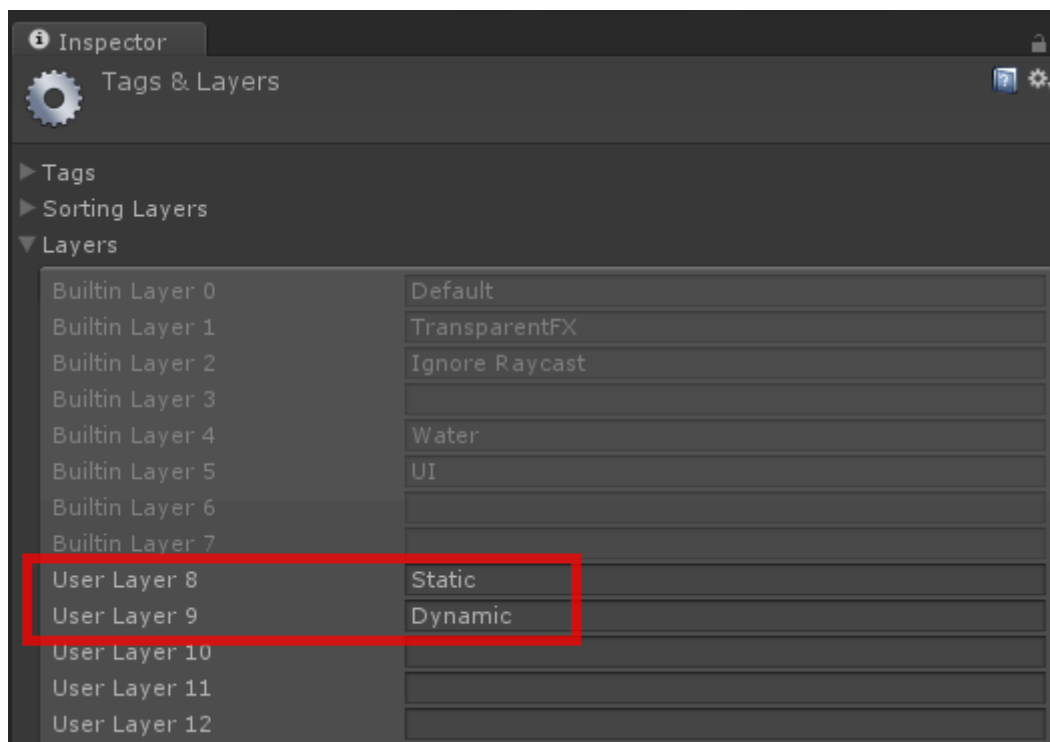 Inspector
Tags & Layers
Tags
Sorting Layers
Layers
Builtin Layer 0 Default
Builtin Layer 1 TransparentFX
Builtin Layer 2 Ignore Raycast
Builtin Layer 3
Builtin Layer 4 Water
Builtin Layer 5 UI
Builtin Layer 6
Builtin Layer 7
User Layer 8 Static
User Layer 9 Dynamic
User Layer 10
User Layer 11
User Layer 12